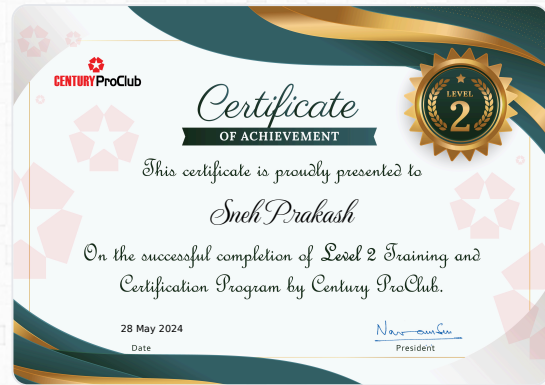 CENTURY ProClub
Certificate
OF ACHIEVEMENT
LEVEL
2
This certificate is proudly presented to
Sneh Prakash
On the successful completion of Level 2 Training and
Certification Program by Century ProClub.
28 May 2024
Date
President